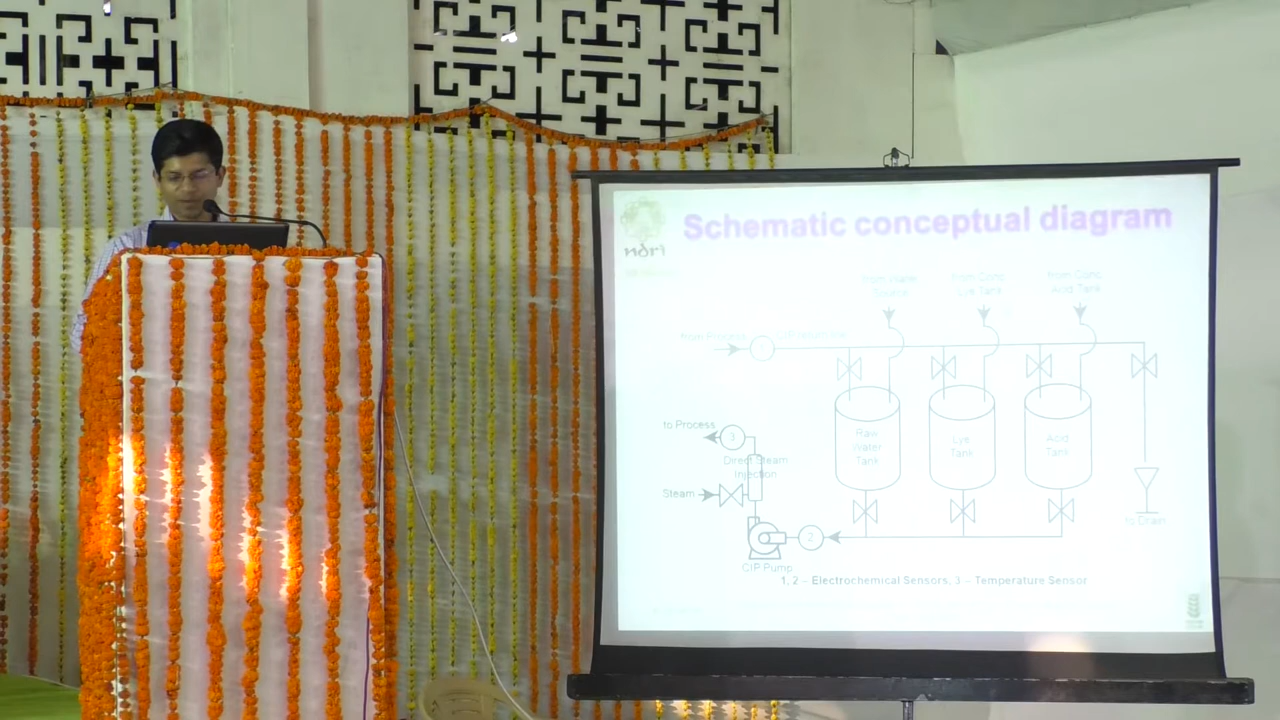 ndri
Schematic conceptual diagram
from Water
from Conc.
Lye Tank
from Conc.
Acid Tank
from Process
to Process
3
Direct Steam
Injection
Steam
Raw
Water
Tank
Lye
Tank
Acid
Tank
to Drain
2
CIP Pump
1, 2 – Electrochemical Sensors, 3 – Temperature Sensor